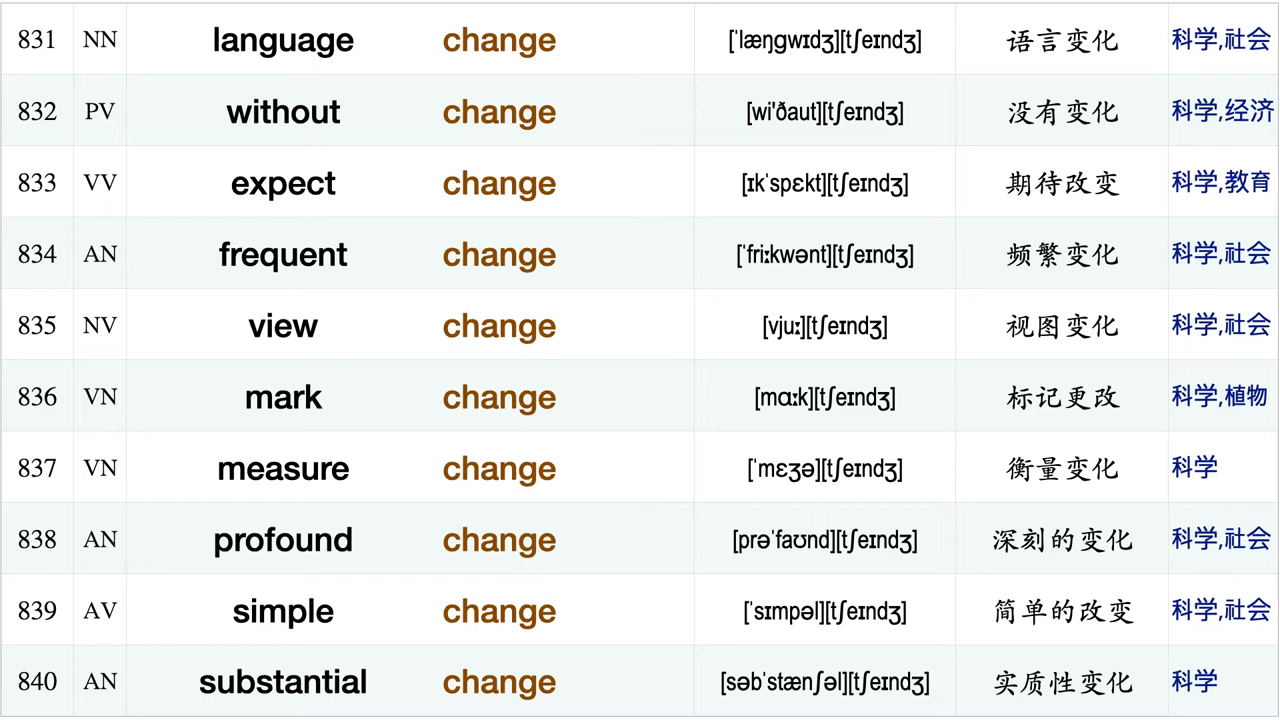 831 NN language change [ˈlæŋgwɪdʒ][tʃeɪndʒ] 语言变化 科学,社会
832 PV without change [wi'ðaut][tʃeɪndʒ] 没有变化 科学,经济
833 VV expect change [ɪkˈspɛkt][tʃeɪndʒ] 期待改变 科学,教育
834 AN frequent change [ˈfriːkwənt][tʃeɪndʒ] 频繁变化 科学,社会
835 NV view change [vjuː][tʃeɪndʒ] 视图变化 科学,社会
836 VN mark change [mɑːk][tʃeɪndʒ] 标记更改 科学,植物
837 VN measure change [ˈmɛʒə][tʃeɪndʒ] 衡量变化 科学
838 AN profound change [prəˈfaʊnd][tʃeɪndʒ] 深刻的变化 科学,社会
839 AV simple change [ˈsɪmpəl][tʃeɪndʒ] 简单的改变 科学,社会
840 AN substantial change [səbˈstænʃəl][tʃeɪndʒ] 实质性变化 科学